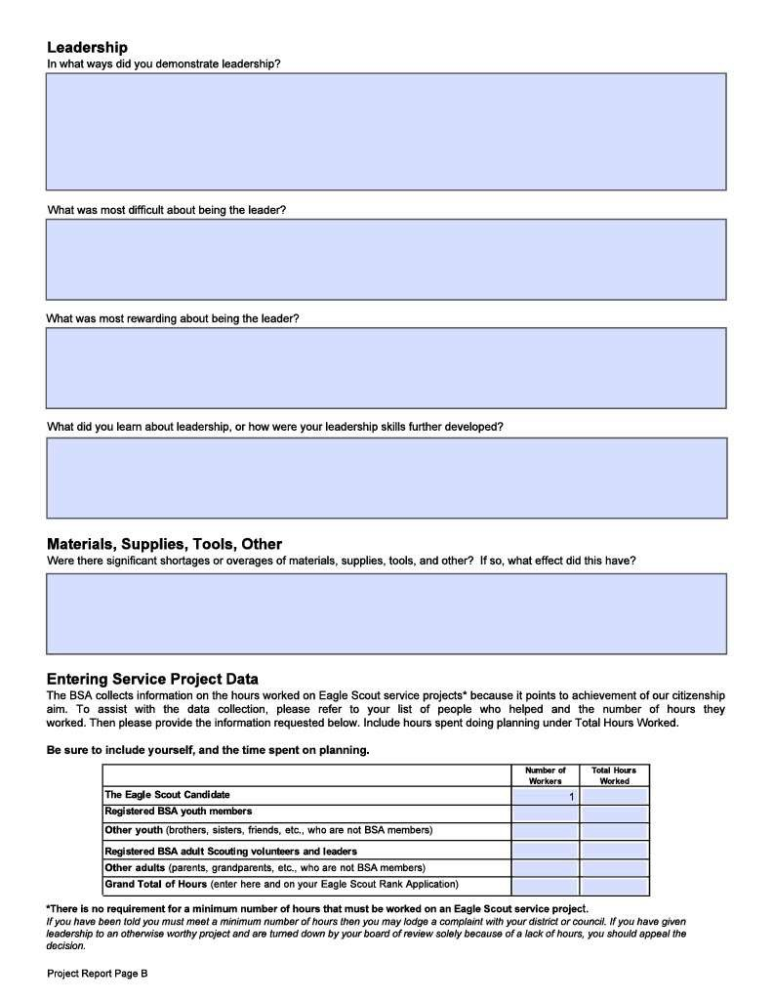 Leadership
In what ways did you demonstrate leadership?
What was most difficult about being the leader?
What was most rewarding about being the leader?
What did you learn about leadership, or how were your leadership skills further developed?
Materials, Supplies, Tools, Other
Were there significant shortages or overages of materials, supplies, tools, and other? If so, what effect did this have?
Entering Service Project Data
The BSA collects information on the hours worked on Eagle Scout service projects* because it points to achievement of our citizenship
aim. To assist with the data collection, please refer to your list of people who helped and the number of hours they
worked. Then please provide the information requested below. Include hours spent doing planning under Total Hours Worked.
Be sure to include yourself, and the time spent on planning.
Number of Workers Total Hours Worked
The Eagle Scout Candidate 1
Registered BSA youth members
Other youth (brothers, sisters, friends, etc., who are not BSA members)
Registered BSA adult Scouting volunteers and leaders
Other adults (parents, grandparents, etc., who are not BSA members)
Grand Total of Hours (enter here and on your Eagle Scout Rank Application)
*There is no requirement for a minimum number of hours that must be worked on an Eagle Scout service project.
If you have been told you must meet a minimum number of hours then you may lodge a complaint with your district or council. If you have given
leadership to an otherwise worthy project and are turned down by your board of review solely because of a lack of hours, you should appeal the
decision.
Project Report Page B